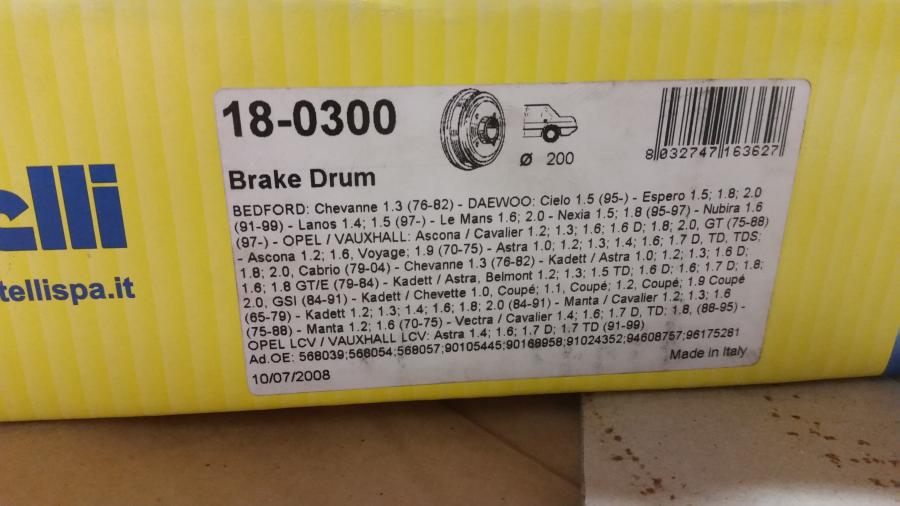 18-0300
Ø 200
8 032747 163627
Brake Drum
BEDFORD: Chevanne 1.3 (76-82) - DAEWOO: Cielo 1.5 (95-) - Espero 1.5; 1.8; 2.0
(91-99) - Lanos 1.4; 1.5 (97-) - Le Mans 1.6; 2.0 - Nexia 1.5; 1.8 (95-97) - Nubira 1.6
(97-) - OPEL / VAUXHALL: Ascona / Cavalier 1.2; 1.3; 1.6; 1.6 D; 1.8; 2.0, GT (75-88)
- Ascona 1.2; 1.6, Voyage; 1.9 (70-75) - Astra 1.0; 1.2; 1.3; 1.4; 1.6; 1.7 D, TD, TDS;
1.8; 2.0, Cabrio (79-04) - Chevanne 1.3 (76-82) - Kadett / Astra 1.0; 1.2; 1.3; 1.6 D;
1.6; 1.8 GT/E (79-84) - Kadett / Astra, Belmont 1.2; 1.3; 1.5 TD; 1.6 D; 1.6; 1.7 D; 1.8;
2.0, GSI (84-91) - Kadett / Chevette 1.0, Coupé; 1.1, Coupé; 1.2, Coupé; 1.9 Coupé
(65-79) - Kadett 1.2; 1.3; 1.4; 1.6; 1.8; 2.0 (84-91) - Manta / Cavalier 1.2; 1.3; 1.6
(75-88) - Manta 1.2; 1.6 (70-75) - Vectra / Cavalier 1.4; 1.6; 1.7 D, TD; 1.8, (88-95) -
OPEL LCV / VAUXHALL LCV: Astra 1.4; 1.6; 1.7 D; 1.7 TD (91-99)
Ad.OE: 568039;568054;568057;90105445;90168958;91024352;94608757;96175281
Made in Italy
10/07/2008
elli
tellispa.it